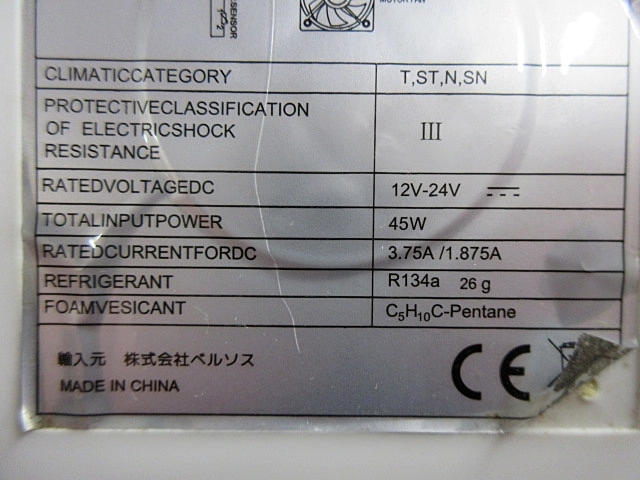 SENSOR
MOTORFAN
CLIMATICCATEGORY T,ST,N,SN
PROTECTIVECLASSIFICATION
OF ELECTRICSHOCK
RESISTANCE
III
RATEDVOLTAGEDC 12V-24V
TOTALINPUTPOWER 45W
RATEDCURRENTFORDC 3.75A /1.875A
REFRIGERANT R134a 26 g
FOAMVESICANT C₅H₁₀C-Pentane
輸入元 株式会社ベルソス
MADE IN CHINA
CE